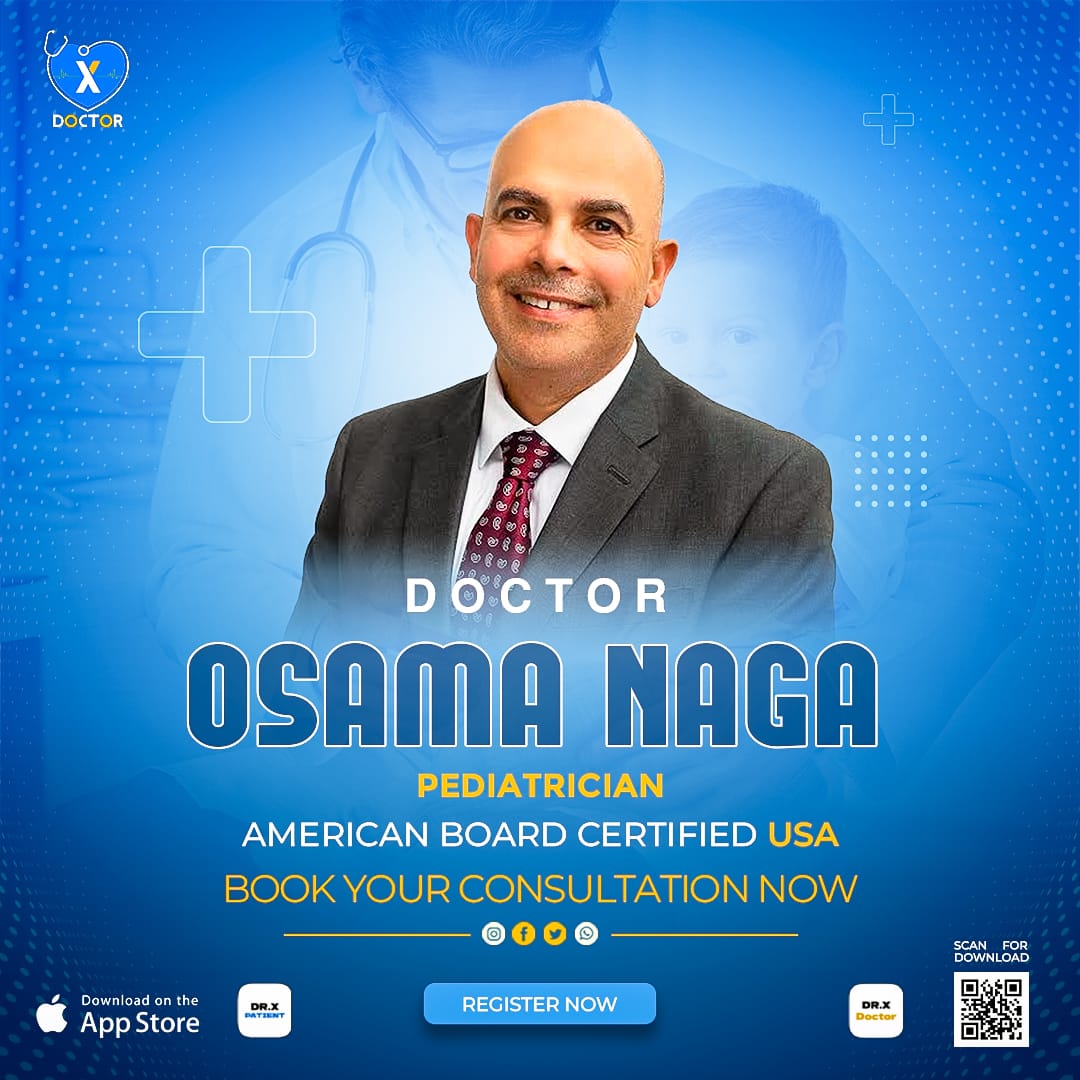 X
DOCTOR
DOCTOR
OSAMA NAGA
PEDIATRICIAN
AMERICAN BOARD CERTIFIED USA
BOOK YOUR CONSULTATION NOW
SCAN FOR
DOWNLOAD
Download on the
App Store
DR.X
PATIENT
REGISTER NOW
DR.X
Doctor